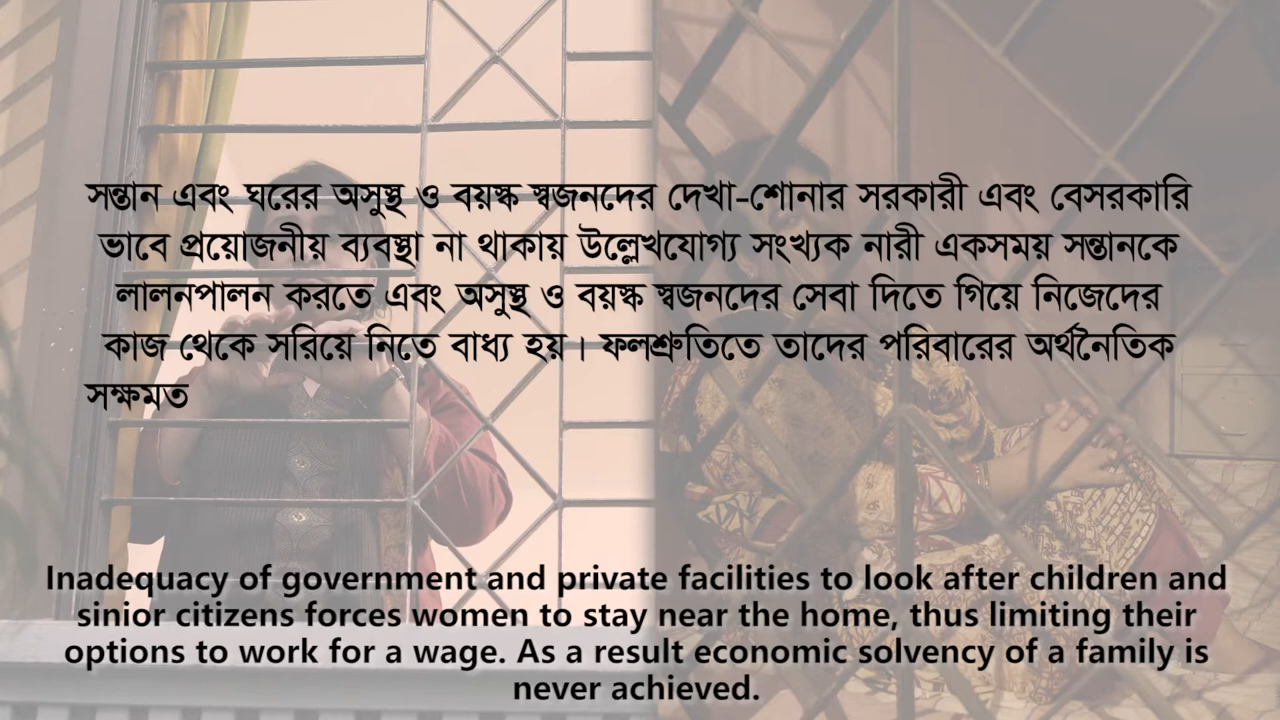 সন্তান এবং ঘরের অসুস্থ ও বয়স্ক স্বজনদের দেখা-শোনার সরকারী এবং বেসরকারি
ভাবে প্রয়োজনীয় ব্যবস্থা না থাকায় উল্লেখযোগ্য সংখ্যক নারী একসময় সন্তানকে
লালনপালন করতে এবং অসুস্থ ও বয়স্ক স্বজনদের সেবা দিতে গিয়ে নিজেদের
কাজ থেকে সরিয়ে নিতে বাধ্য হয়। ফলশ্রুতিতে তাদের পরিবারের অর্থনৈতিক
সক্ষমত
Inadequacy of government and private facilities to look after children and
sinior citizens forces women to stay near the home, thus limiting their
options to work for a wage. As a result economic solvency of a family is
never achieved.